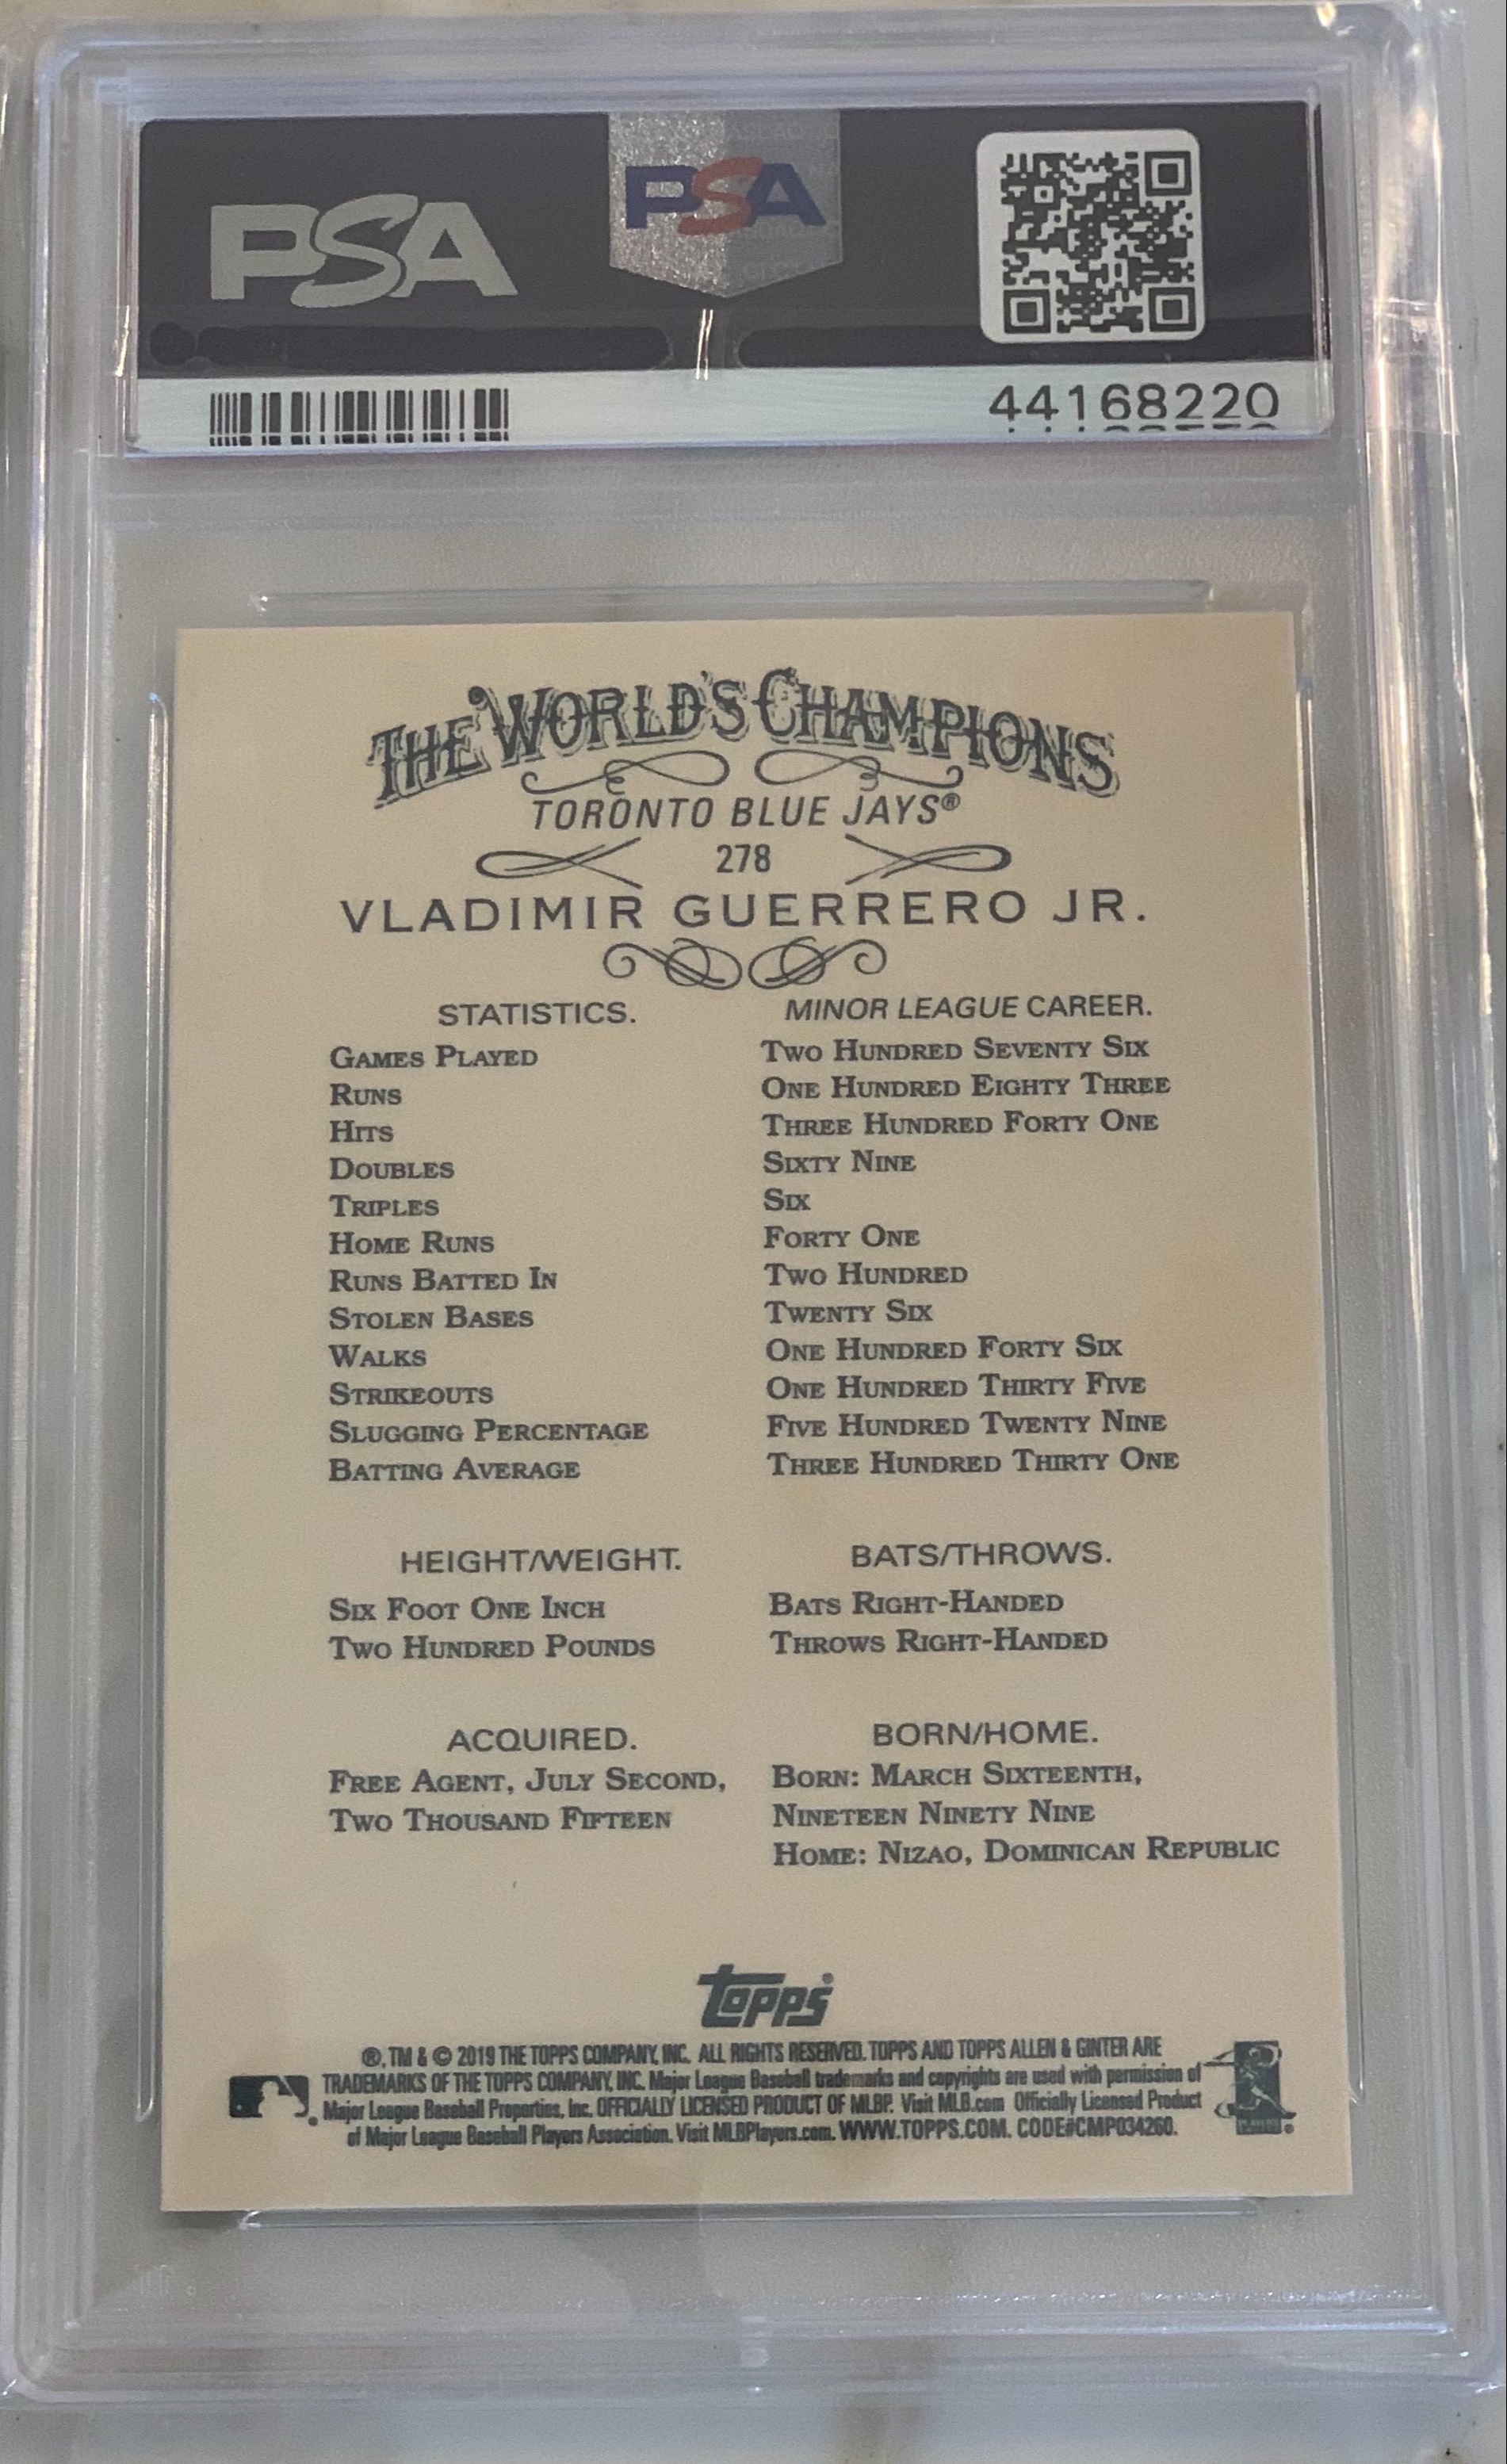 PSA
PSA
44168220
THE WORLD'S CHAMPIONS
TORONTO BLUE JAYS®
278
VLADIMIR GUERRERO JR.
STATISTICS. MINOR LEAGUE CAREER.
GAMES PLAYED TWO HUNDRED SEVENTY SIX
RUNS ONE HUNDRED EIGHTY THREE
HITS THREE HUNDRED FORTY ONE
DOUBLES SIXTY NINE
TRIPLES SIX
HOME RUNS FORTY ONE
RUNS BATTED IN TWO HUNDRED
STOLEN BASES TWENTY SIX
WALKS ONE HUNDRED FORTY SIX
STRIKEOUTS ONE HUNDRED THIRTY FIVE
SLUGGING PERCENTAGE FIVE HUNDRED TWENTY NINE
BATTING AVERAGE THREE HUNDRED THIRTY ONE
HEIGHT/WEIGHT. BATS/THROWS.
SIX FOOT ONE INCH BATS RIGHT-HANDED
TWO HUNDRED POUNDS THROWS RIGHT-HANDED
ACQUIRED. BORN/HOME.
FREE AGENT, JULY SECOND, BORN: MARCH SIXTEENTH,
TWO THOUSAND FIFTEEN NINETEEN NINETY NINE
HOME: NIZAO, DOMINICAN REPUBLIC
topps
®, TM & © 2019 THE TOPPS COMPANY, INC. ALL RIGHTS RESERVED. TOPPS AND TOPPS ALLEN & GINTER ARE
TRADEMARKS OF THE TOPPS COMPANY, INC. Major League Baseball trademarks and copyrights are used with permission of
Major League Baseball Properties, Inc. OFFICIALLY LICENSED PRODUCT OF MLBP. Visit MLB.com Officially Licensed Product
of Major League Baseball Players Association. Visit MLBPlayers.com. WWW.TOPPS.COM. CODE#CMP034260.